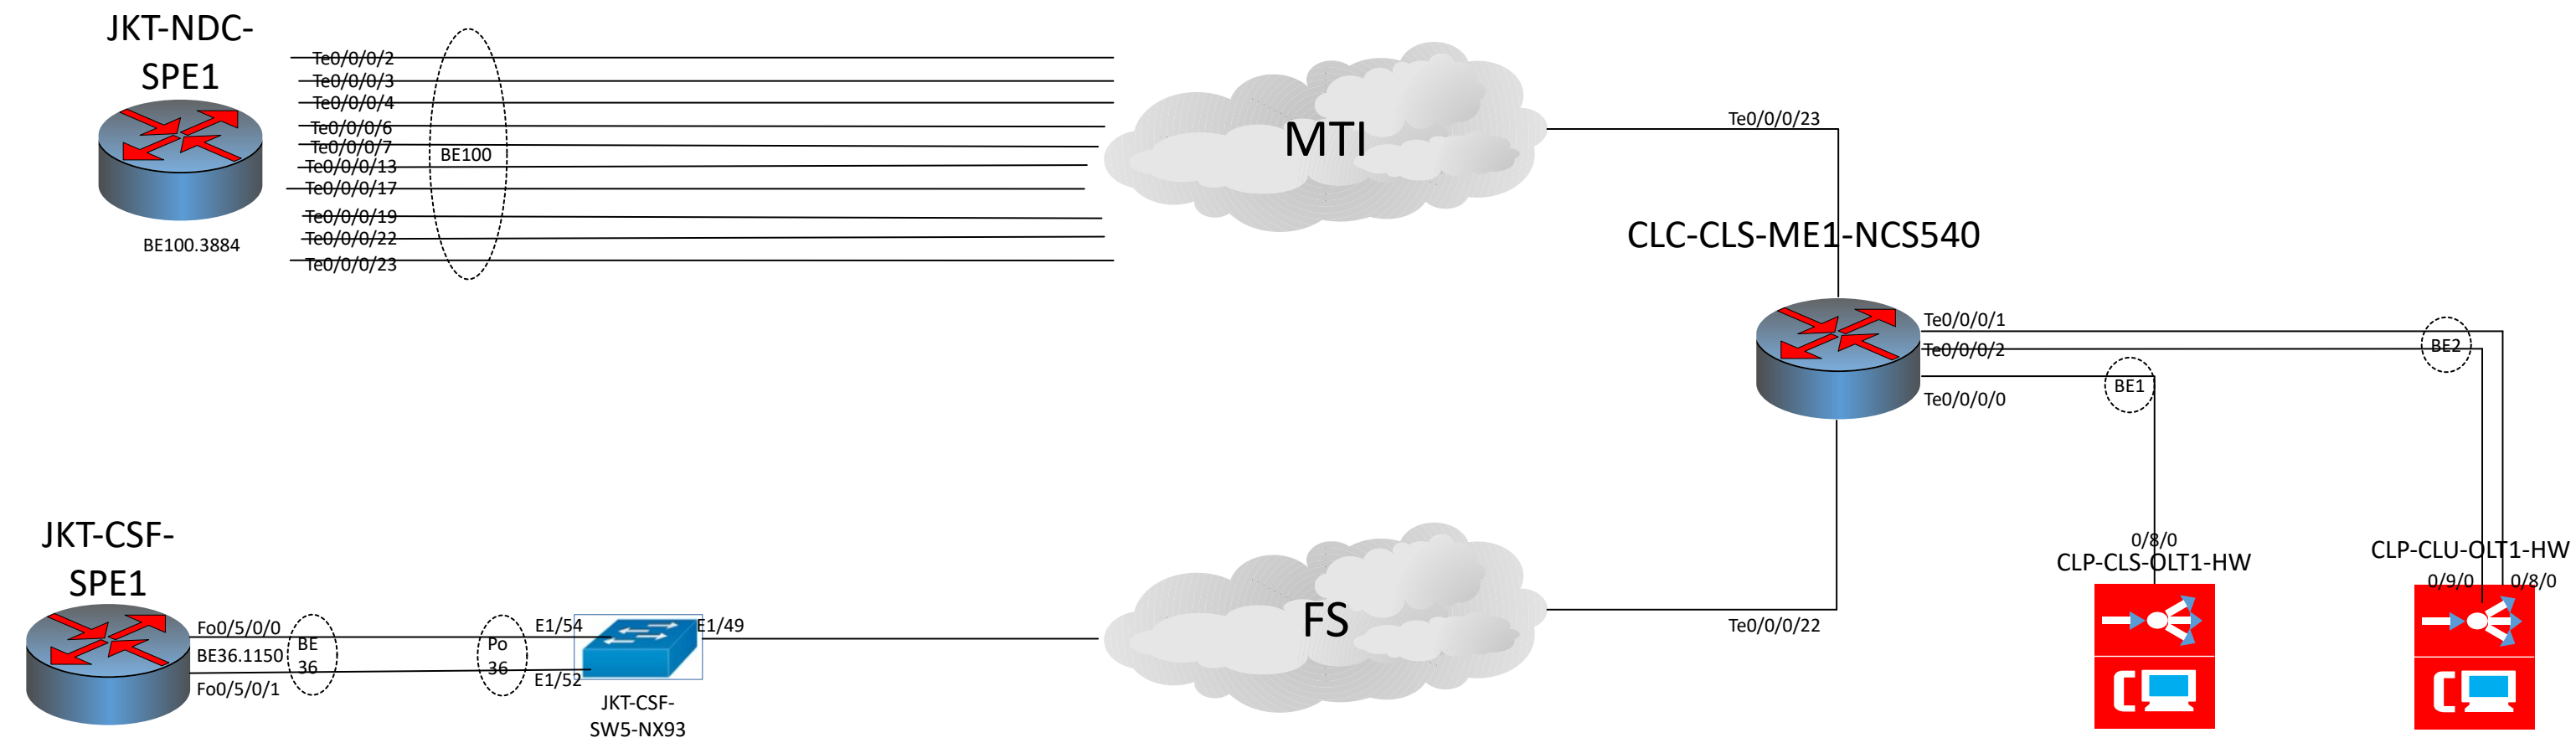 JKT-NDC-
SPE1
BE100.3884
Te0/0/0/2
Te0/0/0/3
Te0/0/0/4
Te0/0/0/6
Te0/0/0/7
Te0/0/0/13
Te0/0/0/17
Te0/0/0/19
Te0/0/0/22
Te0/0/0/23
BE100
MTI
Te0/0/0/23
CLC-CLS-ME1-NCS540
Te0/0/0/1
Te0/0/0/2
Te0/0/0/0
BE1
BE2
JKT-CSF-
SPE1
Fo0/5/0/0
BE36.1150
Fo0/5/0/1
BE
36
Po
36
E1/54
E1/52
E1/49
JKT-CSF-
SW5-NX93
FS
Te0/0/0/22
0/8/0
CLP-CLS-OLT1-HW
CLP-CLU-OLT1-HW
0/9/0
0/8/0